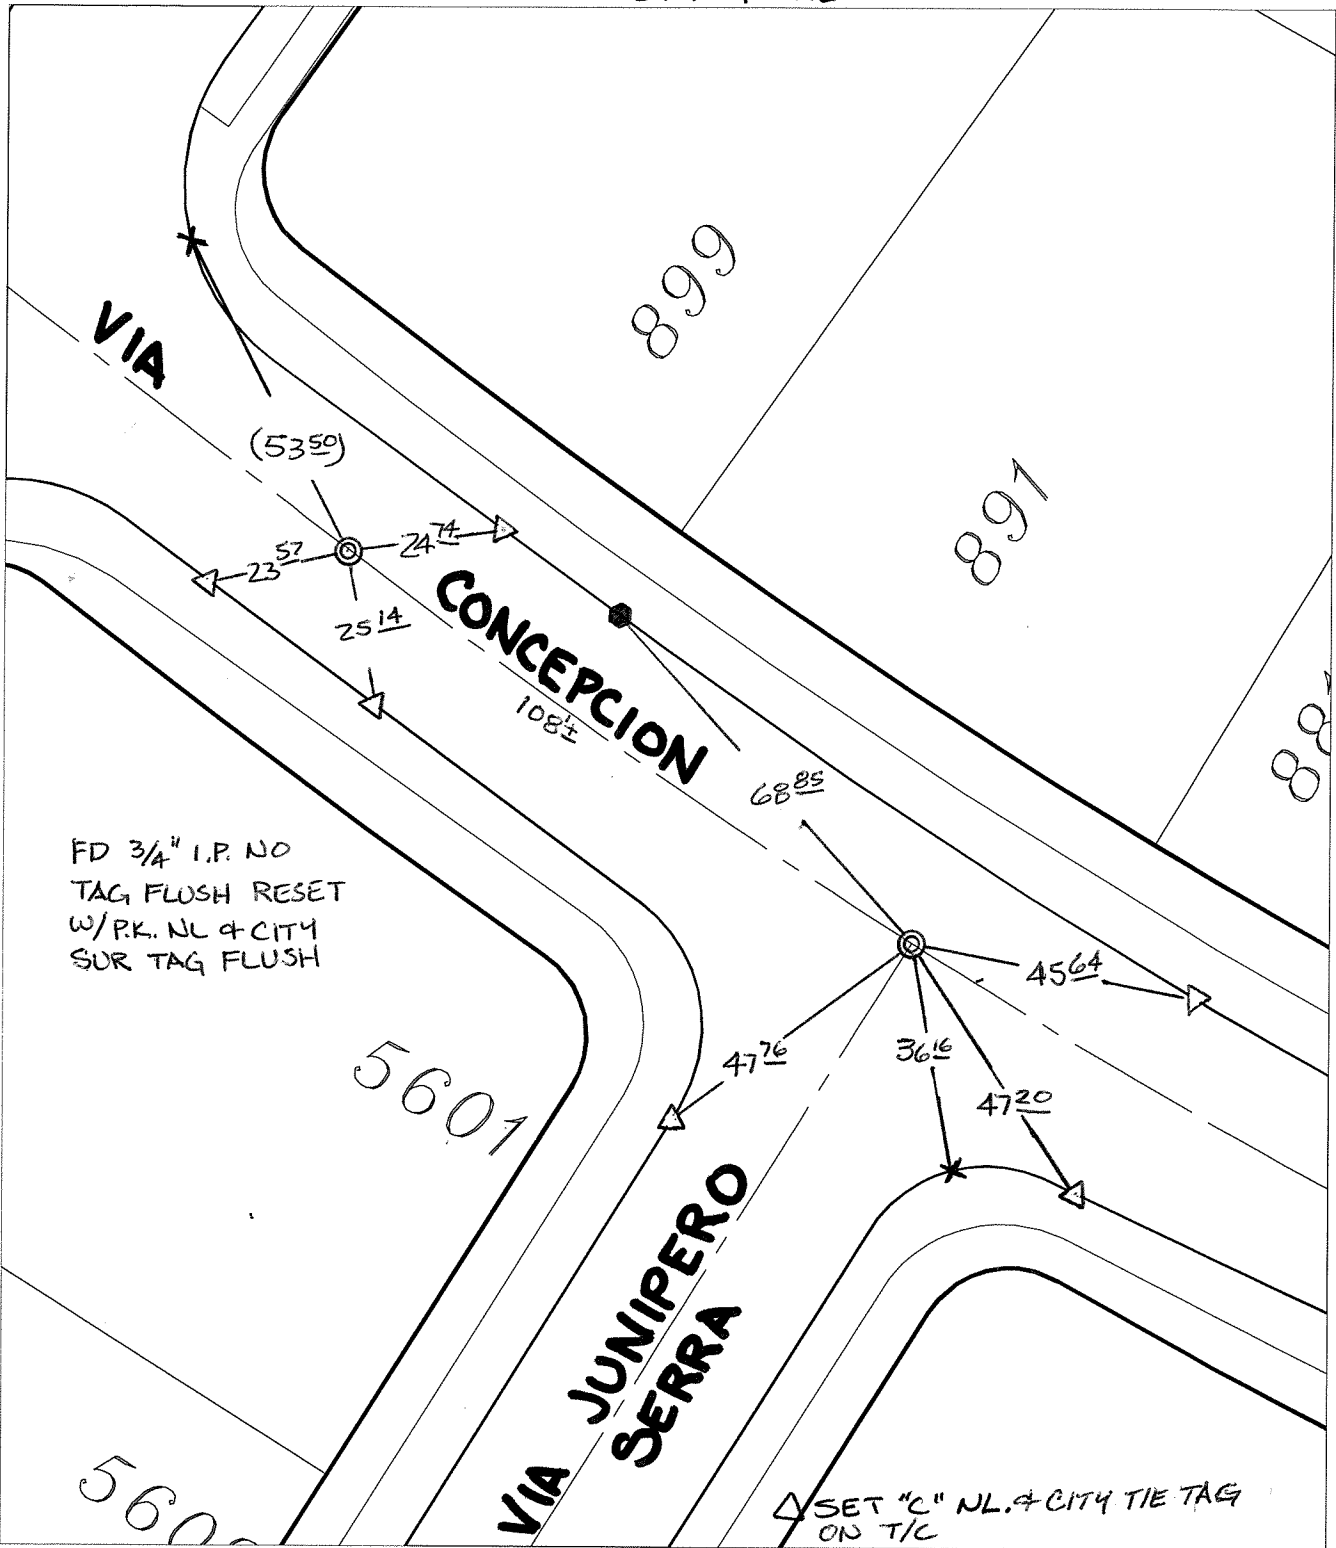 899
VIA
(53 50)
891
24 74
23 57
25 14
CONCEPCION
108'±
68 85
FD 3/4" I.P. NO
TAG FLUSH RESET
W/P.K. NL & CITY
SUR TAG FLUSH
45 64
47 76
36 16
47 20
5601
VIA JUNIPERO
SERRA
SET "C" NL. & CITY TIE TAG
ON T/C